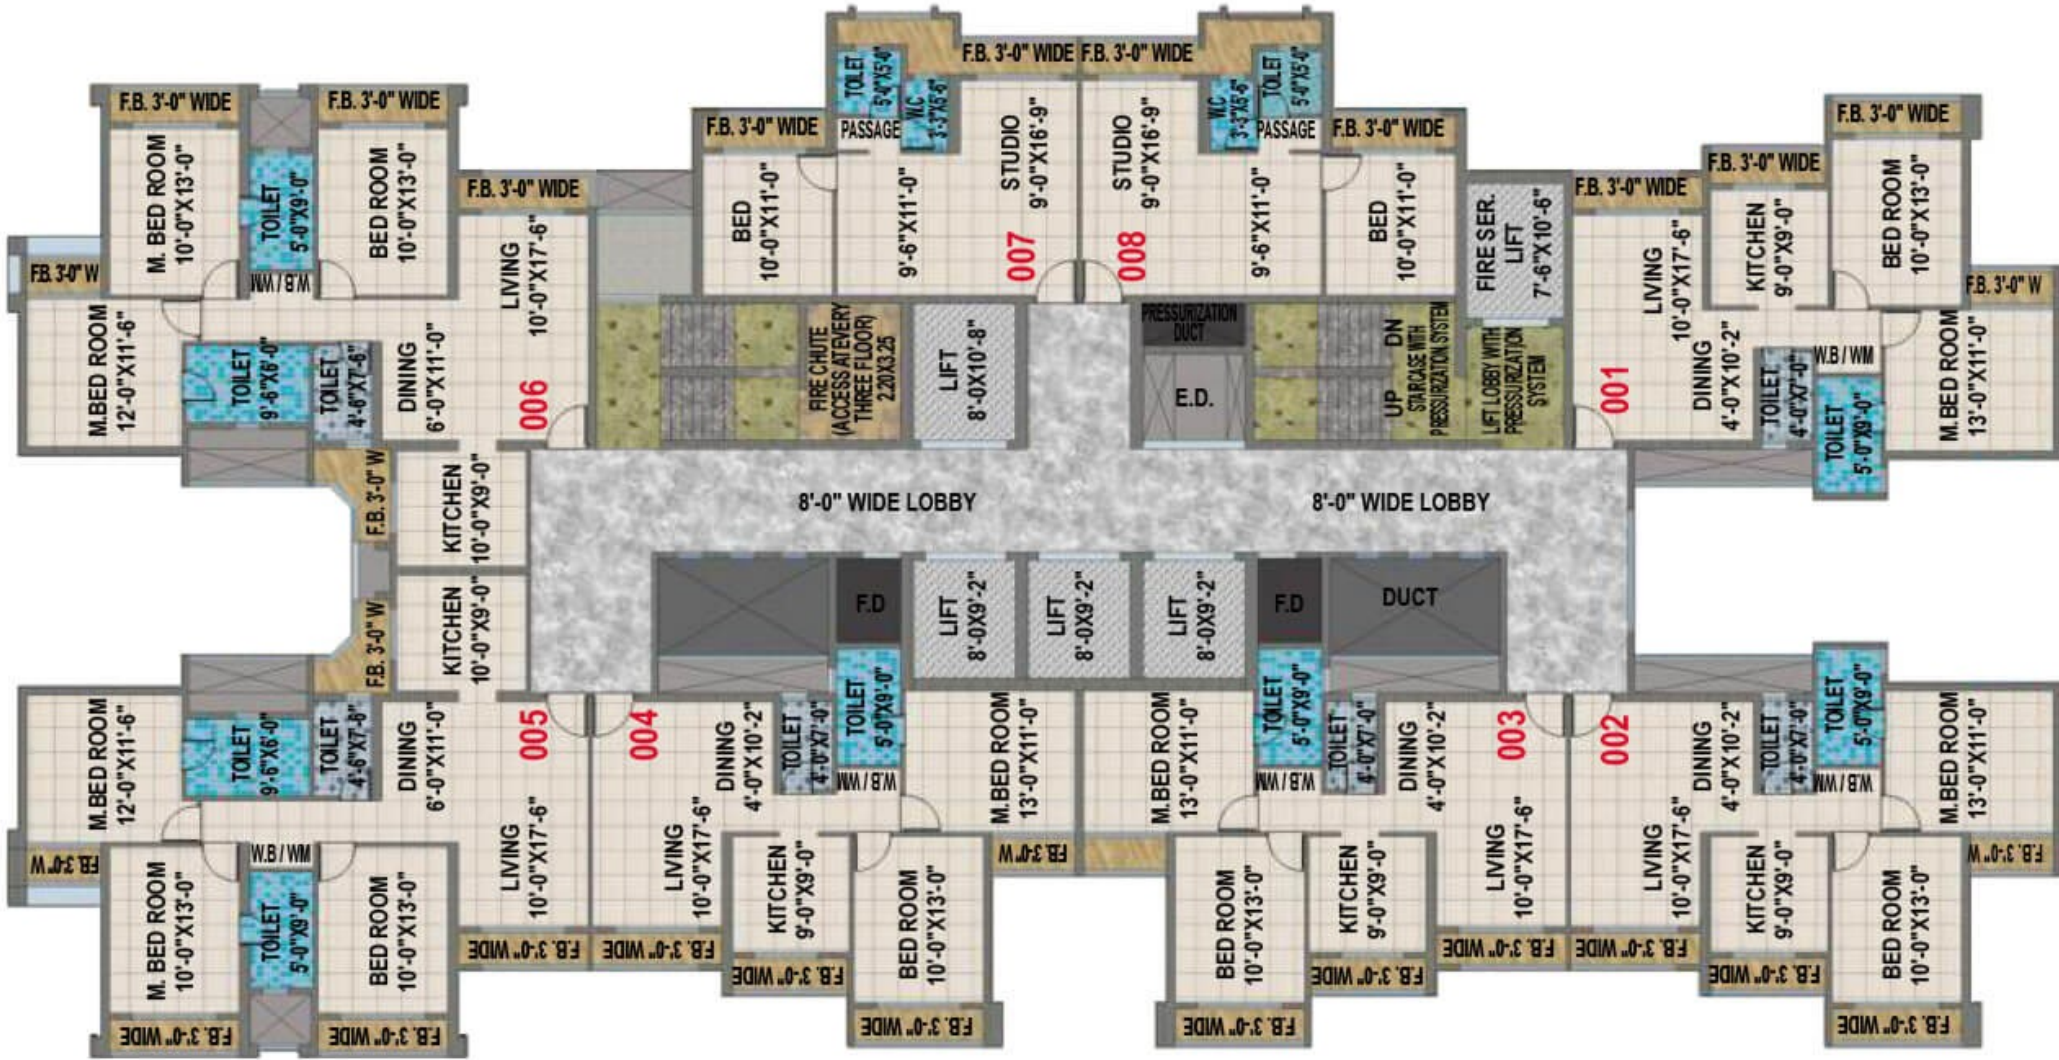 F.B. 3'-0" WIDE
F.B. 3'-0" WIDE
M. BED ROOM
10'-0"X13'-0"
TOILET
5'-0"X9'-0"
BED ROOM
10'-0"X13'-0"
W.B / WM
F.B. 3'-0" WIDE
F.B. 3-0" W
M.BED ROOM
12'-0"X11'-6"
TOILET
9'-6"X6'-0"
TOILET
4'-6"X7'-6"
DINING
6'-0"X11'-0"
LIVING
10'-0"X17'-6"
006
F.B. 3'-0" W
KITCHEN
10'-0"X9'-0"
F.B. 3'-0" WIDE
TOILET
5'-0"X5'-0"
W.C
3'-3"X5'-6"
PASSAGE
F.B. 3'-0" WIDE
BED
10'-0"X11'-0"
9'-6"X11'-0"
STUDIO
9'-0"X16'-9"
007
F.B. 3'-0" WIDE
STUDIO
9'-0"X16'-9"
008
W.C
3'-3"X5'-6"
TOILET
5'-0"X5'-0"
PASSAGE
9'-6"X11'-0"
F.B. 3'-0" WIDE
BED
10'-0"X11'-0"
FIRE SER.
LIFT
7'-6"X10'-6"
FIRE CHUTE
(ACCESS ATEVERY
THREE FLOOR)
2.20X3.25
LIFT
8'-0X10'-8"
PRESSURIZATION
DUCT
E.D.
UP
DN
STAIRCASE WITH
PRESSURIZATION SYSTEM
LIFT LOBBY WITH
PRESSURIZATION
SYSTEM
F.B. 3'-0" WIDE
F.B. 3'-0" WIDE
F.B. 3'-0" WIDE
LIVING
10'-0"X17'-6"
KITCHEN
9'-0"X9'-0"
BED ROOM
10'-0"X13'-0"
F.B. 3'-0" W
001
DINING
4'-0"X10'-2"
TOILET
4'-0"X7'-0"
W.B / WM
TOILET
5'-0"X9'-0"
M.BED ROOM
13'-0"X11'-0"
8'-0" WIDE LOBBY
8'-0" WIDE LOBBY
F.D
LIFT
8'-0X9'-2"
LIFT
8'-0X9'-2"
LIFT
8'-0X9'-2"
F.D
DUCT
KITCHEN
10'-0"X9'-0"
F.B. 3'-0" W
M.BED ROOM
12'-0"X11'-6"
TOILET
9'-6"X6'-0"
TOILET
4'-6"X7'-6"
DINING
6'-0"X11'-0"
005
F.B. 3-0" W
W.B / WM
M. BED ROOM
10'-0"X13'-0"
TOILET
5'-0"X9'-0"
BED ROOM
10'-0"X13'-0"
LIVING
10'-0"X17'-6"
F.B. 3'-0" WIDE
F.B. 3'-0" WIDE
F.B. 3'-0" WIDE
004
DINING
4'-0"X10'-2"
TOILET
4'-0"X7'-0"
TOILET
5'-0"X9'-0"
W.B / WM
M.BED ROOM
13'-0"X11'-0"
LIVING
10'-0"X17'-6"
KITCHEN
9'-0"X9'-0"
BED ROOM
10'-0"X13'-0"
F.B. 3'-0" W
F.B. 3'-0" WIDE
F.B. 3'-0" WIDE
F.B. 3'-0" WIDE
M.BED ROOM
13'-0"X11'-0"
TOILET
5'-0"X9'-0"
W.B / WM
TOILET
4'-0"X7'-0"
DINING
4'-0"X10'-2"
003
BED ROOM
10'-0"X13'-0"
KITCHEN
9'-0"X9'-0"
LIVING
10'-0"X17'-6"
F.B. 3'-0" WIDE
F.B. 3'-0" WIDE
F.B. 3'-0" WIDE
002
DINING
4'-0"X10'-2"
TOILET
4'-0"X7'-0"
TOILET
5'-0"X9'-0"
W.B / WM
M.BED ROOM
13'-0"X11'-0"
LIVING
10'-0"X17'-6"
KITCHEN
9'-0"X9'-0"
BED ROOM
10'-0"X13'-0"
F.B. 3'-0" W
F.B. 3'-0" WIDE
F.B. 3'-0" WIDE
F.B. 3'-0" WIDE